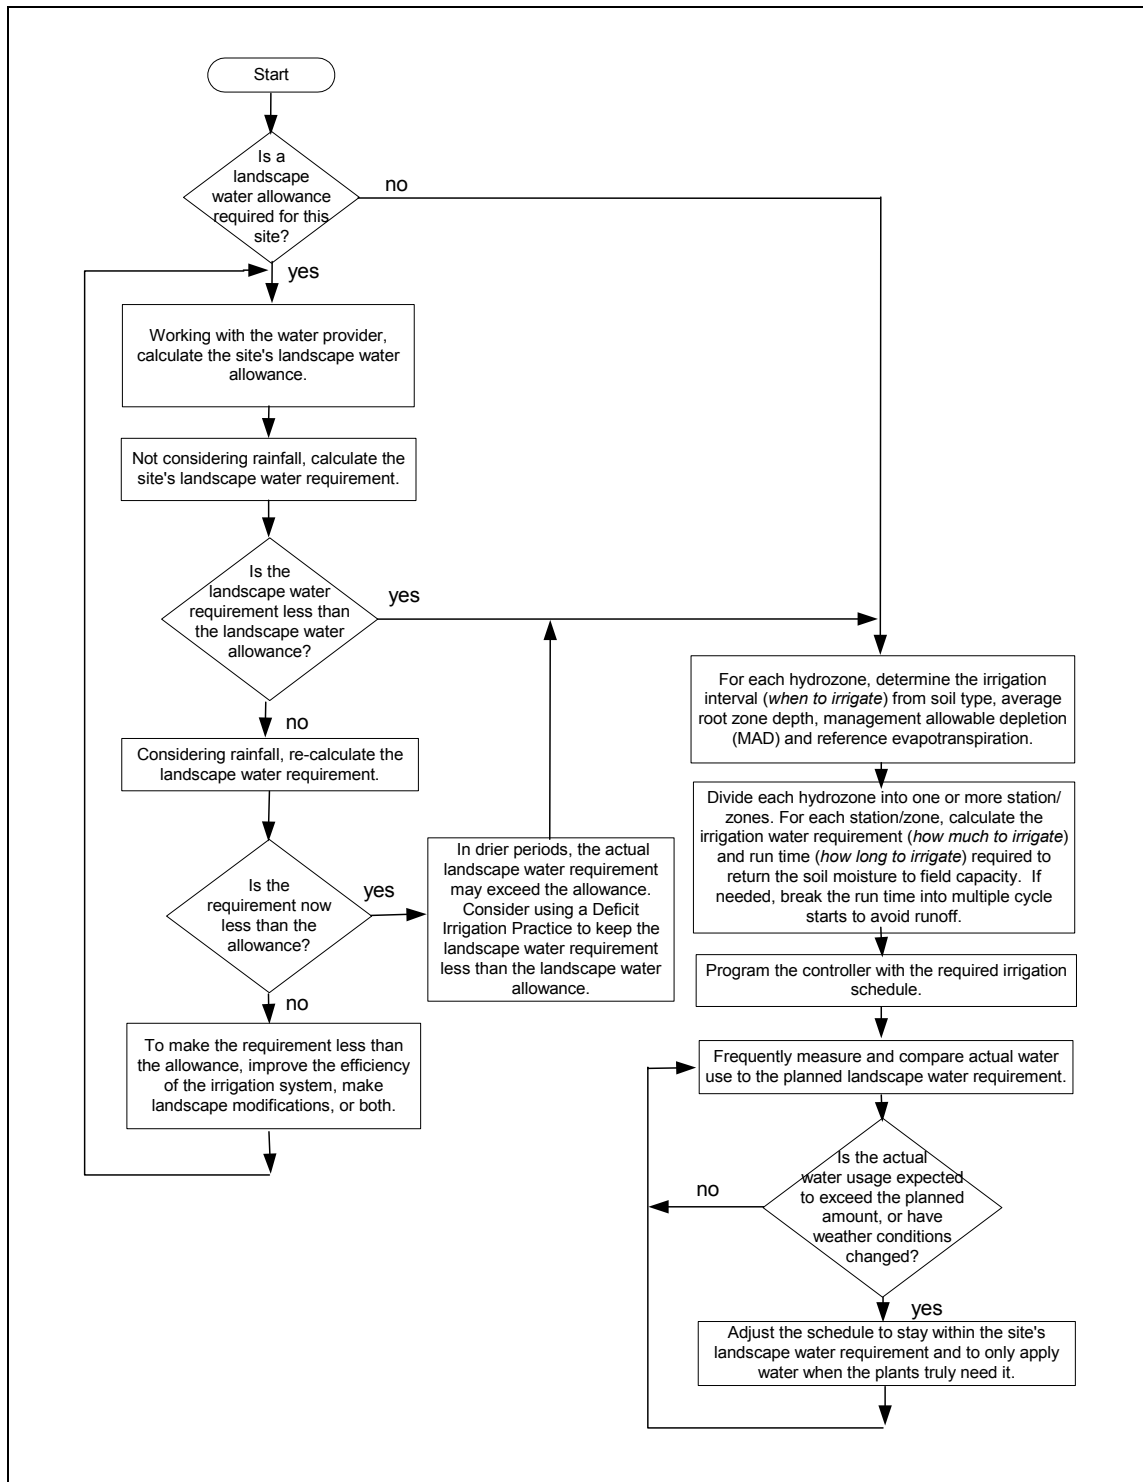 Start
Is a
landscape
water allowance
required for this
site?
no
yes
Working with the water provider,
calculate the site's landscape water
allowance.
Not considering rainfall, calculate the
site's landscape water requirement.
Is the
landscape water
requirement less than
the landscape water
allowance?
yes
no
Considering rainfall, re-calculate the
landscape water requirement.
Is the
requirement now
less than the
allowance?
yes
no
In drier periods, the actual
landscape water requirement
may exceed the allowance.
Consider using a Deficit
Irrigation Practice to keep the
landscape water requirement
less than the landscape water
allowance.
To make the requirement less than
the allowance, improve the efficiency
of the irrigation system, make
landscape modifications, or both.
For each hydrozone, determine the irrigation
interval (when to irrigate) from soil type, average
root zone depth, management allowable depletion
(MAD) and reference evapotranspiration.
Divide each hydrozone into one or more station/
zones. For each station/zone, calculate the
irrigation water requirement (how much to irrigate)
and run time (how long to irrigate) required to
return the soil moisture to field capacity.  If
needed, break the run time into multiple cycle
starts to avoid runoff.
Program the controller with the required irrigation
schedule.
Frequently measure and compare actual water
use to the planned landscape water requirement.
Is the actual
water usage expected
to exceed the planned
amount, or have
weather conditions
changed?
no
yes
Adjust the schedule to stay within the site's
landscape water requirement and to only apply
water when the plants truly need it.